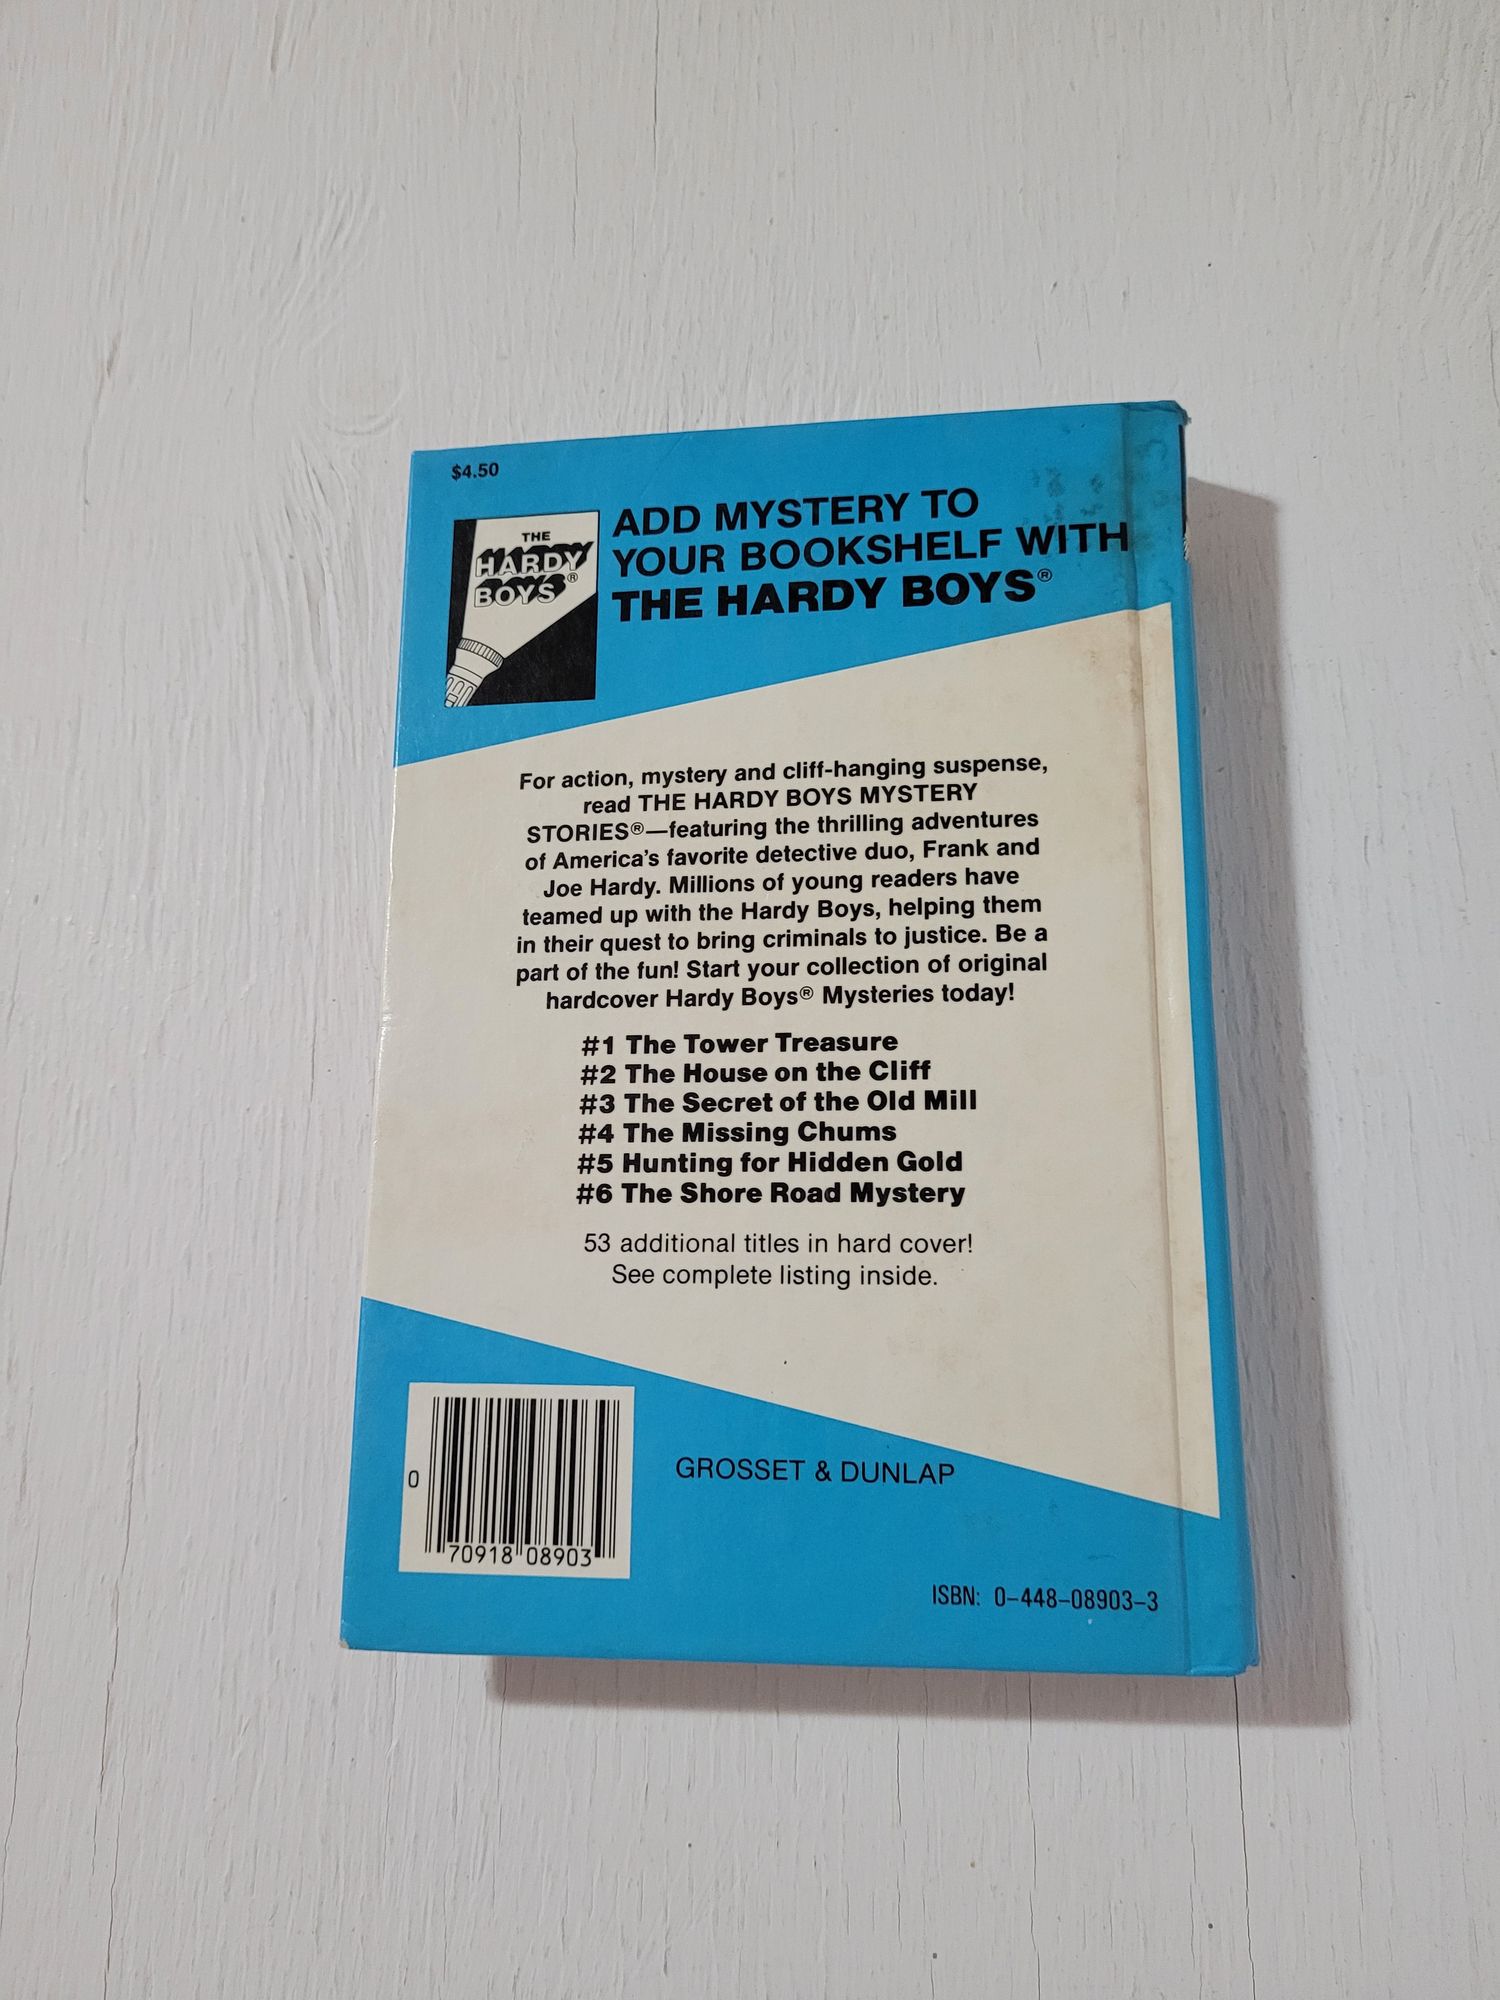 $4.50
THE
HARDY
BOYS®
ADD MYSTERY TO
YOUR BOOKSHELF WITH
THE HARDY BOYS®
For action, mystery and cliff-hanging suspense,
read THE HARDY BOYS MYSTERY
STORIES®—featuring the thrilling adventures
of America's favorite detective duo, Frank and
Joe Hardy. Millions of young readers have
teamed up with the Hardy Boys, helping them
in their quest to bring criminals to justice. Be a
part of the fun! Start your collection of original
hardcover Hardy Boys® Mysteries today!
#1 The Tower Treasure
#2 The House on the Cliff
#3 The Secret of the Old Mill
#4 The Missing Chums
#5 Hunting for Hidden Gold
#6 The Shore Road Mystery
53 additional titles in hard cover!
See complete listing inside.
GROSSET & DUNLAP
0 70918 08903
ISBN: 0-448-08903-3